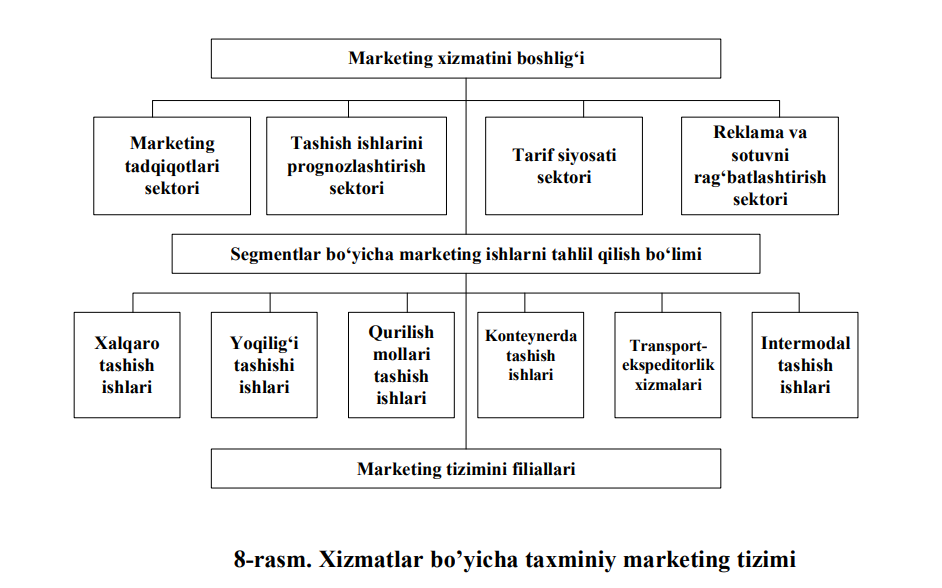 Marketing xizmatini boshlig‘i
Marketing
tadqiqotlari
sektori
Tashish ishlarini
prognozlashtirish
sektori
Tarif siyosati
sektori
Reklama va
sotuvni
rag‘batlashtirish
sektori
Segmentlar bo‘yicha marketing ishlarni tahlil qilish bo‘limi
Xalqaro
tashish
ishlari
Yoqilig‘i
tashishi
ishlari
Qurilish
mollari
tashish
ishlari
Konteynerda
tashish
ishlari
Transport-
ekspeditorlik
xizmalari
Intermodal
tashish
ishlari
Marketing tizimini filiallari
8-rasm. Xizmatlar bo’yicha taxminiy marketing tizimi